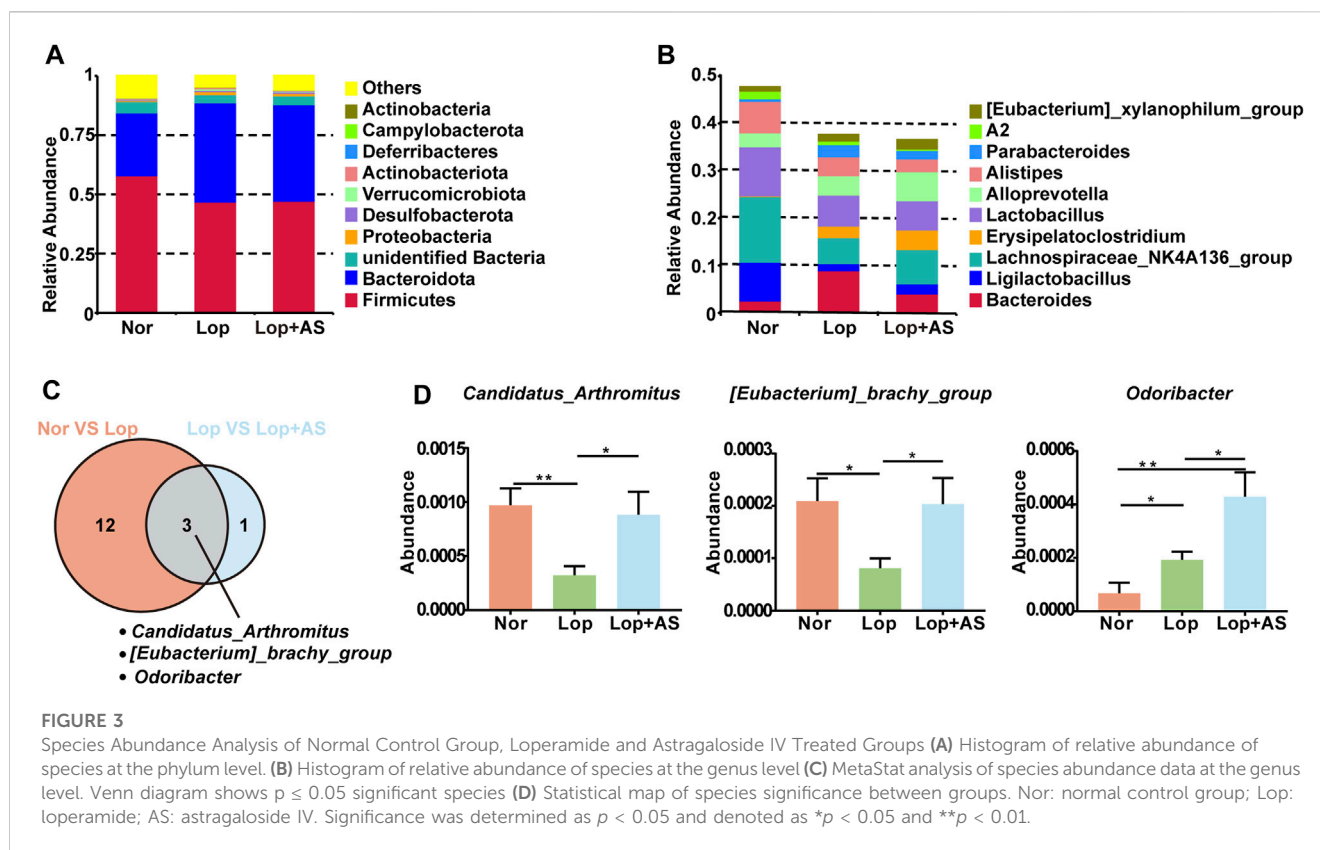 A
Relative Abundance
1
0.75
0.5
0.25
0
Nor
Lop
Lop+AS
Others
Actinobacteria
Campylobacterota
Deferribacteres
Actinobacteriota
Verrucomicrobiota
Desulfobacterota
Proteobacteria
unidentified Bacteria
Bacteroidota
Firmicutes
B
Relative Abundance
0.5
0.4
0.3
0.2
0.1
0
Nor
Lop
Lop+AS
[Eubacterium]_xylanophilum_group
A2
Parabacteroides
Alistipes
Alloprevotella
Lactobacillus
Erysipelatoclostridium
Lachnospiraceae_NK4A136_group
Ligilactobacillus
Bacteroides
C
Nor VS Lop
Lop VS Lop+AS
12
3
1
• Candidatus_Arthromitus
• [Eubacterium]_brachy_group
• Odoribacter
D
Candidatus_Arthromitus
Abundance
0.0015
0.0010
0.0005
0.0000
**
*
Nor
Lop
Lop+AS
[Eubacterium]_brachy_group
Abundance
0.0003
0.0002
0.0001
0.0000
*
*
Nor
Lop
Lop+AS
Odoribacter
Abundance
0.0006
0.0004
0.0002
0.0000
**
*
*
Nor
Lop
Lop+AS
FIGURE 3
Species Abundance Analysis of Normal Control Group, Loperamide and Astragaloside IV Treated Groups (A) Histogram of relative abundance of
species at the phylum level. (B) Histogram of relative abundance of species at the genus level (C) MetaStat analysis of species abundance data at the genus
level. Venn diagram shows p ≤ 0.05 significant species (D) Statistical map of species significance between groups. Nor: normal control group; Lop:
loperamide; AS: astragaloside IV. Significance was determined as p < 0.05 and denoted as *p < 0.05 and **p < 0.01.